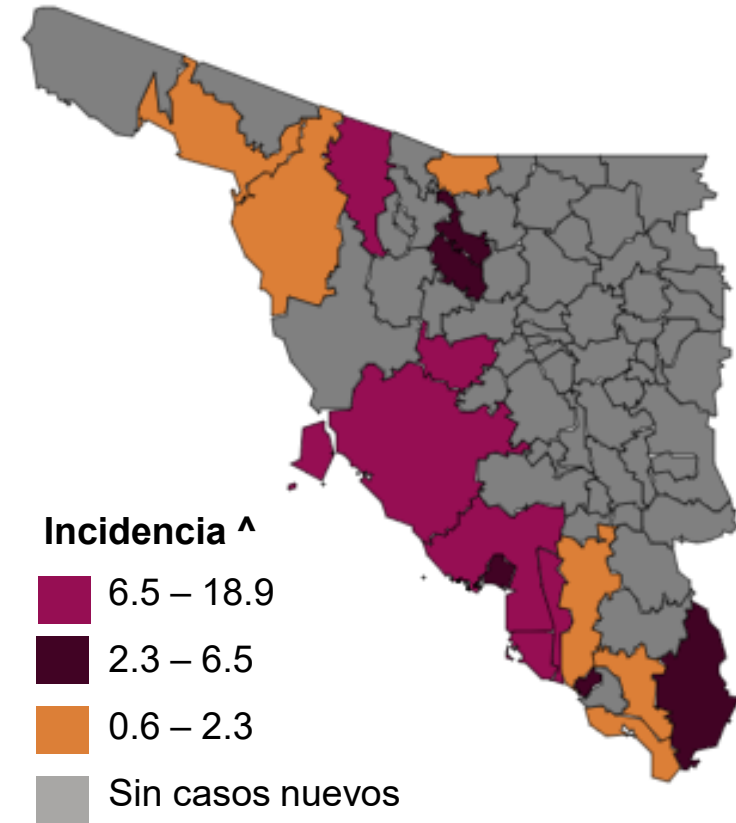 Incidencia ^
6.5 – 18.9
2.3 – 6.5
0.6 – 2.3
Sin casos nuevos